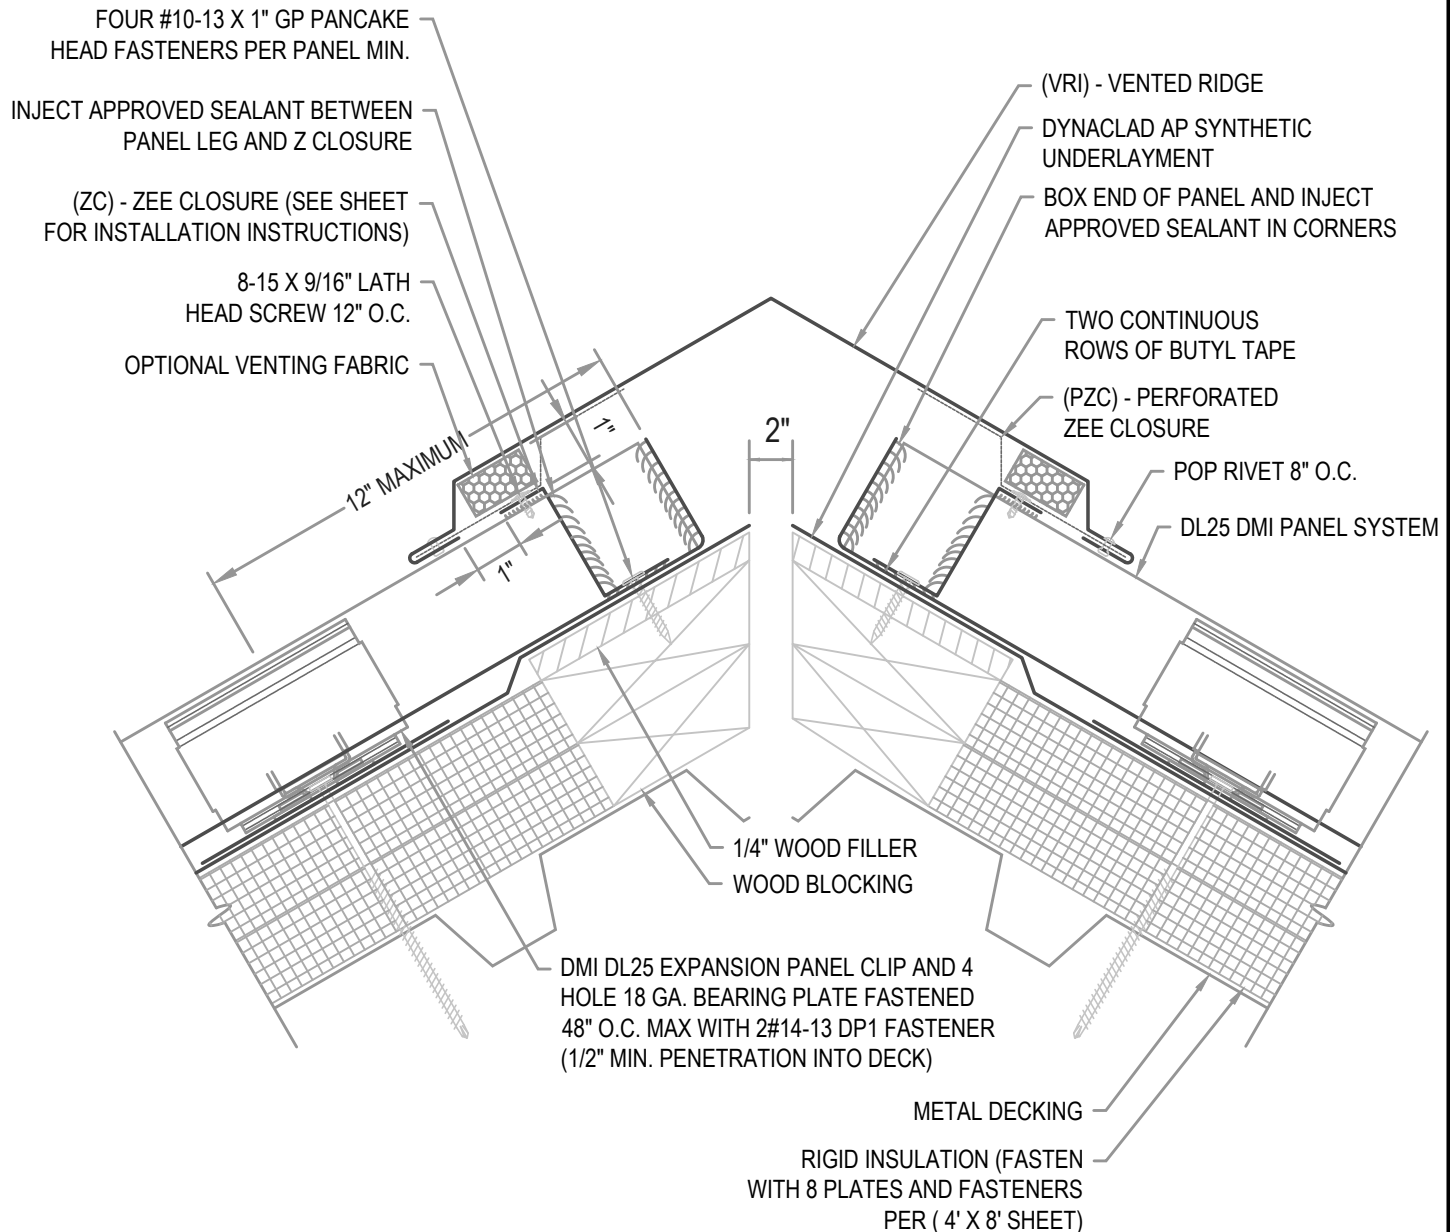 FOUR #10-13 X 1" GP PANCAKE
HEAD FASTENERS PER PANEL MIN.
INJECT APPROVED SEALANT BETWEEN
PANEL LEG AND Z CLOSURE
(ZC) - ZEE CLOSURE (SEE SHEET
FOR INSTALLATION INSTRUCTIONS)
8-15 X 9/16" LATH
HEAD SCREW 12" O.C.
OPTIONAL VENTING FABRIC
12" MAXIMUM
1"
1"
2"
(VRI) - VENTED RIDGE
DYNACLAD AP SYNTHETIC
UNDERLAYMENT
BOX END OF PANEL AND INJECT
APPROVED SEALANT IN CORNERS
TWO CONTINUOUS
ROWS OF BUTYL TAPE
(PZC) - PERFORATED
ZEE CLOSURE
POP RIVET 8" O.C.
DL25 DMI PANEL SYSTEM
1/4" WOOD FILLER
WOOD BLOCKING
DMI DL25 EXPANSION PANEL CLIP AND 4
HOLE 18 GA. BEARING PLATE FASTENED
48" O.C. MAX WITH 2#14-13 DP1 FASTENER
(1/2" MIN. PENETRATION INTO DECK)
METAL DECKING
RIGID INSULATION (FASTEN
WITH 8 PLATES AND FASTENERS
PER ( 4' X 8' SHEET)